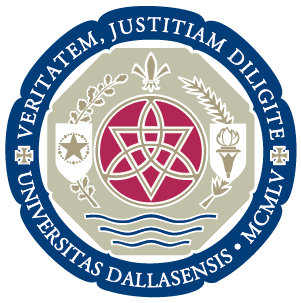 VERITATEM, JUSTITIAM DILIGITE
UNIVERSITAS DALLASENSIS • MCMLV